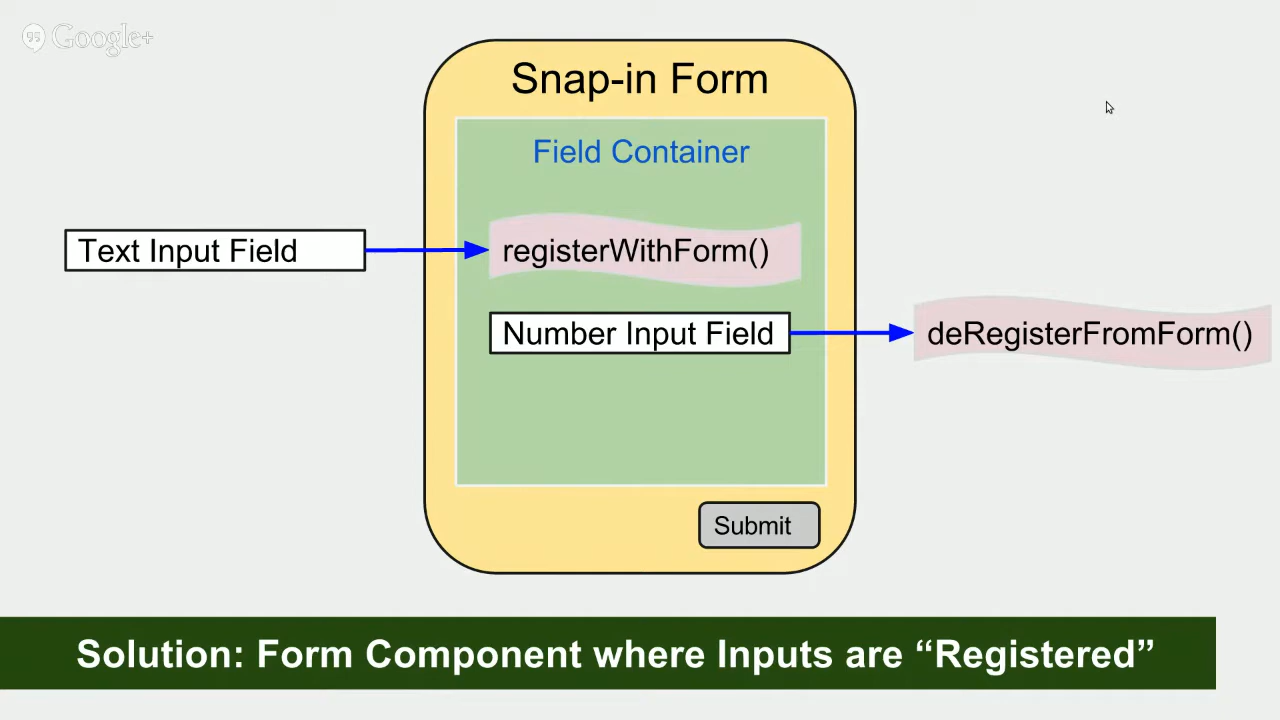 Google+
Snap-in Form
Field Container
Text Input Field
registerWithForm()
Number Input Field
deRegisterFromForm()
Submit
Solution: Form Component where Inputs are “Registered”